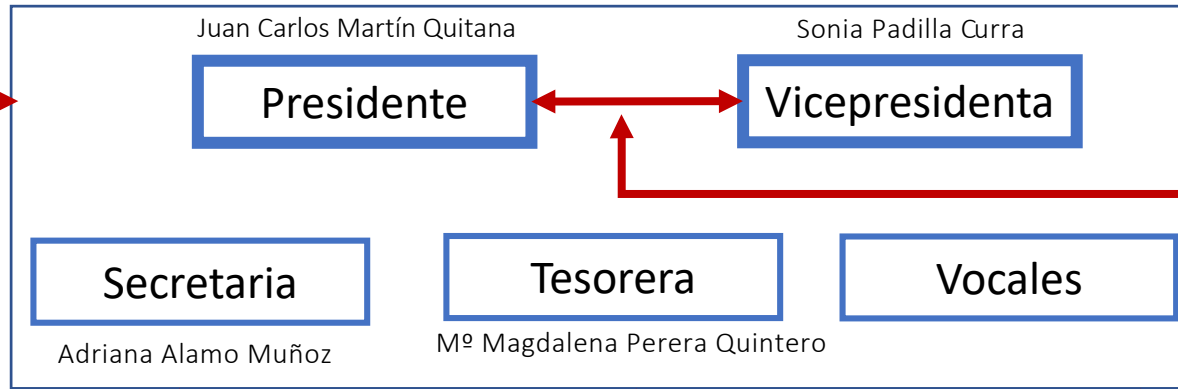 Juan Carlos Martín Quitana
Sonia Padilla Curra
Presidente
Vicepresidenta
Secretaria
Tesorera
Vocales
Adriana Alamo Muñoz
Mº Magdalena Perera Quintero